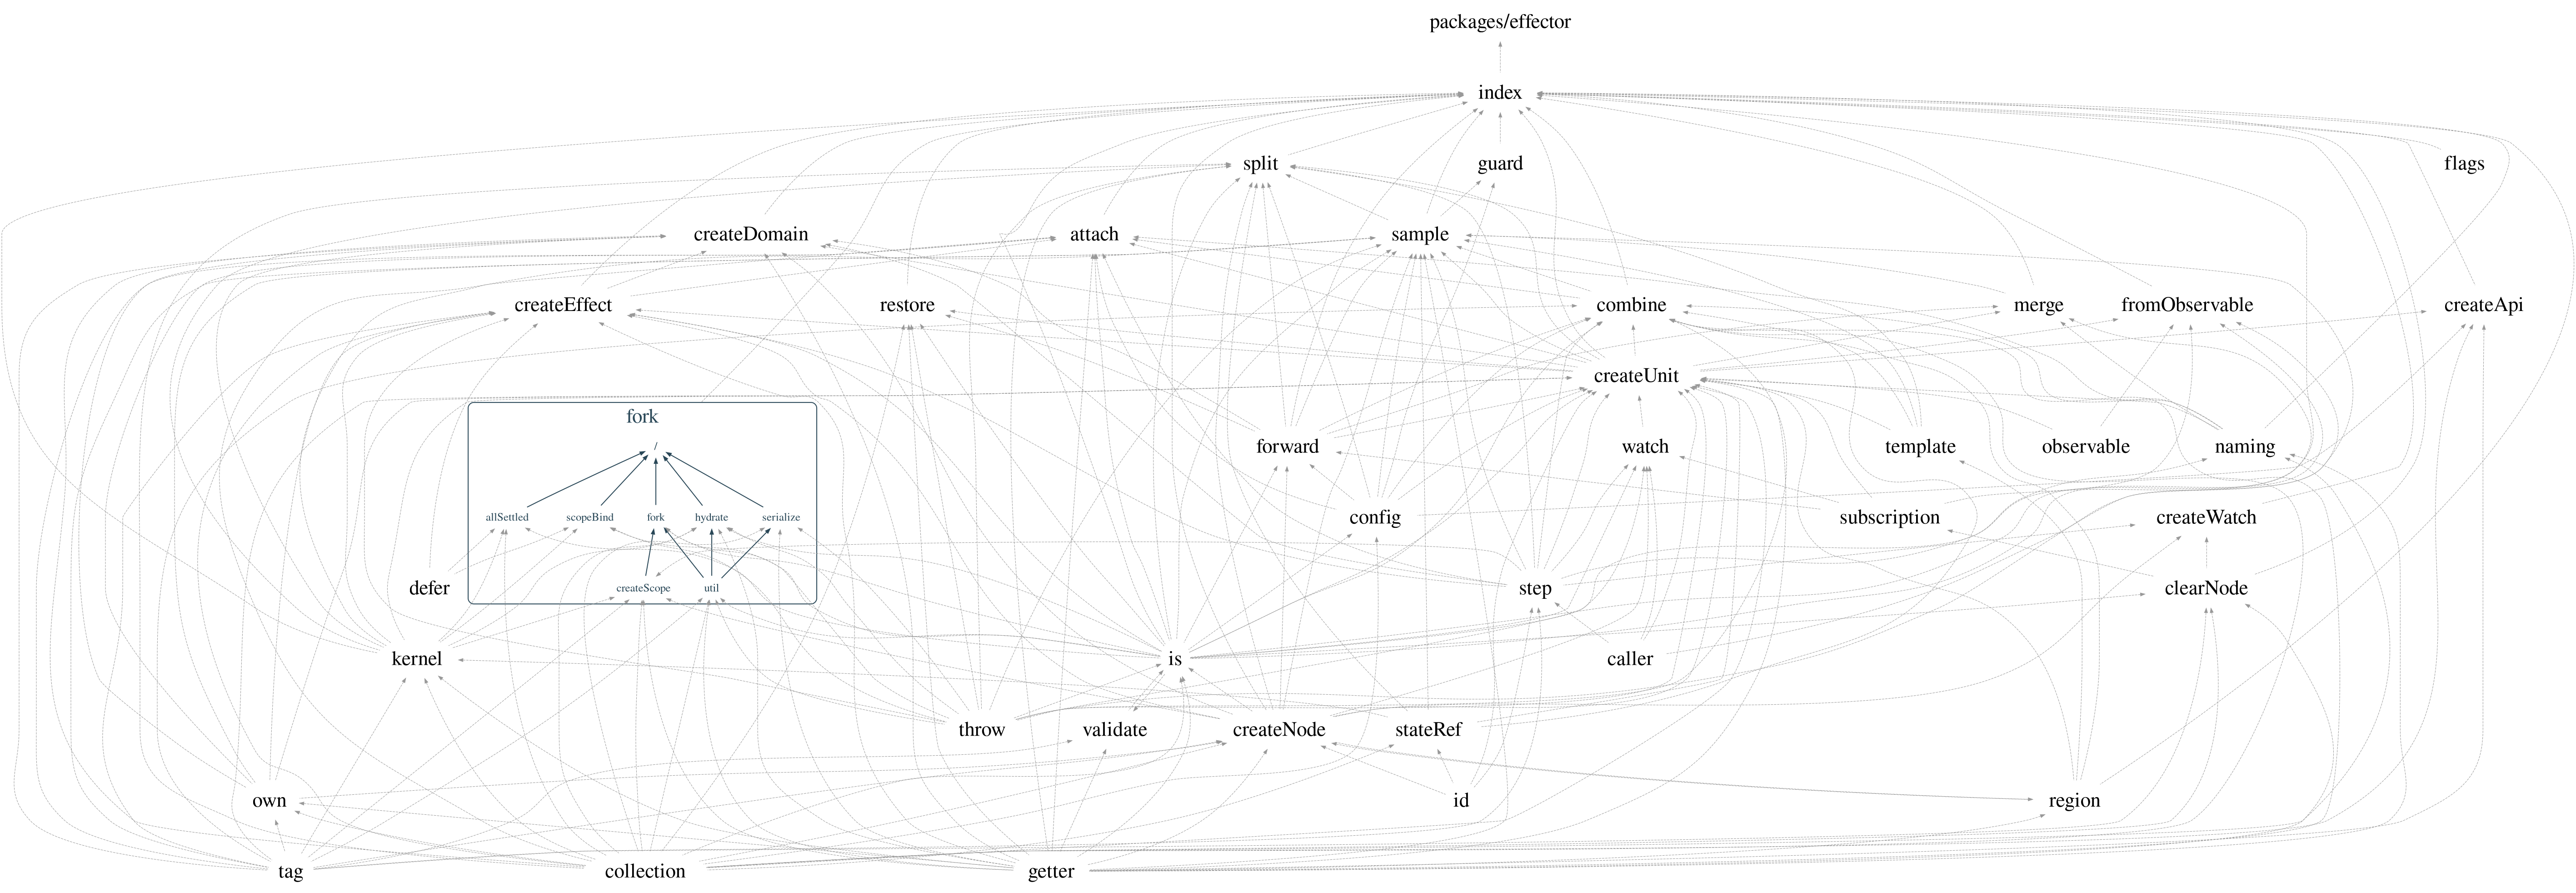 packages/effector
index
split
guard
flags
createDomain
attach
sample
createEffect
restore
combine
merge
fromObservable
createApi
createUnit
fork
/
forward
watch
template
observable
naming
allSettled
scopeBind
fork
hydrate
serialize
config
subscription
createWatch
defer
createScope
util
step
clearNode
kernel
is
caller
throw
validate
createNode
stateRef
own
id
region
tag
collection
getter